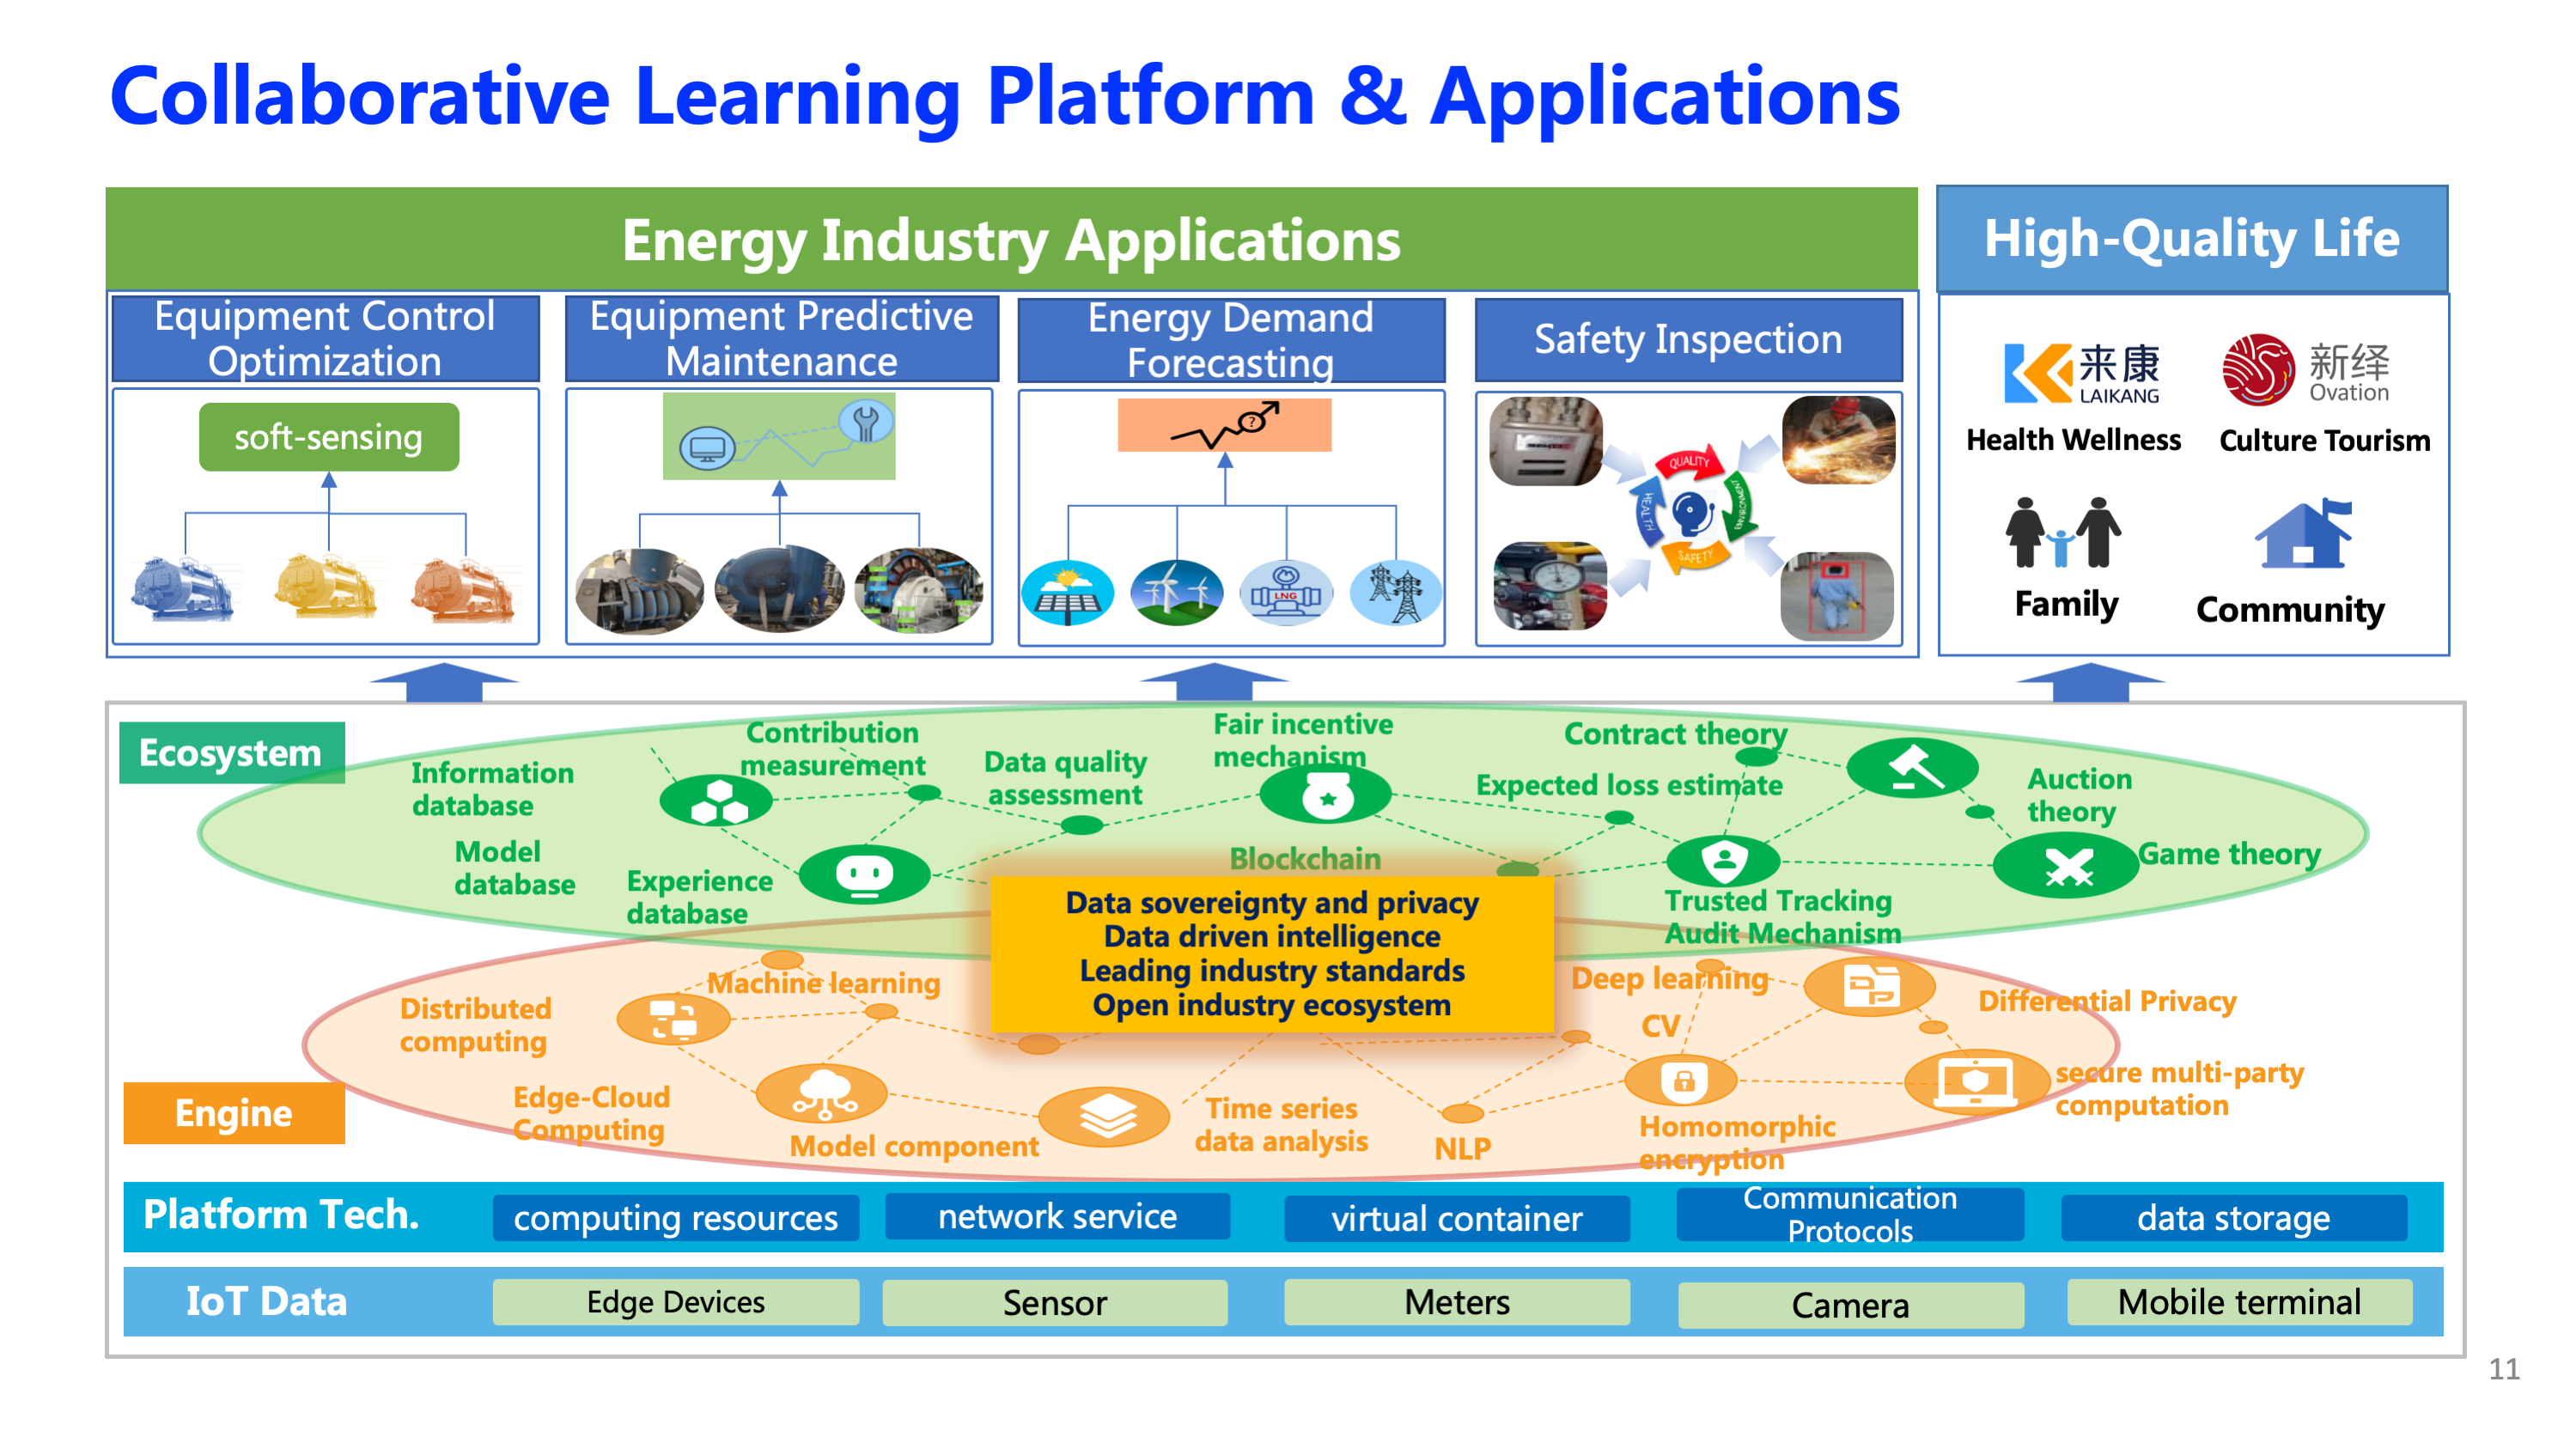 Collaborative Learning Platform & Applications
Energy Industry Applications
High-Quality Life
Equipment Control
Optimization
Equipment Predictive
Maintenance
Energy Demand
Forecasting
Safety Inspection
soft-sensing
?
LNG
QUALITY
ENVIRONMENT
SAFETY
HEALTH
来康
LAIKANG
Health Wellness
新绎
Ovation
Culture Tourism
Family
Community
Ecosystem
Information
database
Model
database
Experience
database
Contribution
measurement
Data quality
assessment
Fair incentive
mechanism
Blockchain
Contract theory
Expected loss estimate
Trusted Tracking
Audit Mechanism
Auction
theory
Game theory
Data sovereignty and privacy
Data driven intelligence
Leading industry standards
Open industry ecosystem
Engine
Distributed
computing
Machine learning
Edge-Cloud
Computing
Model component
Time series
data analysis
NLP
Deep learning
CV
DP
Homomorphic
encryption
Differential Privacy
secure multi-party
computation
Platform Tech.
computing resources
network service
virtual container
Communication
Protocols
data storage
IoT Data
Edge Devices
Sensor
Meters
Camera
Mobile terminal
11